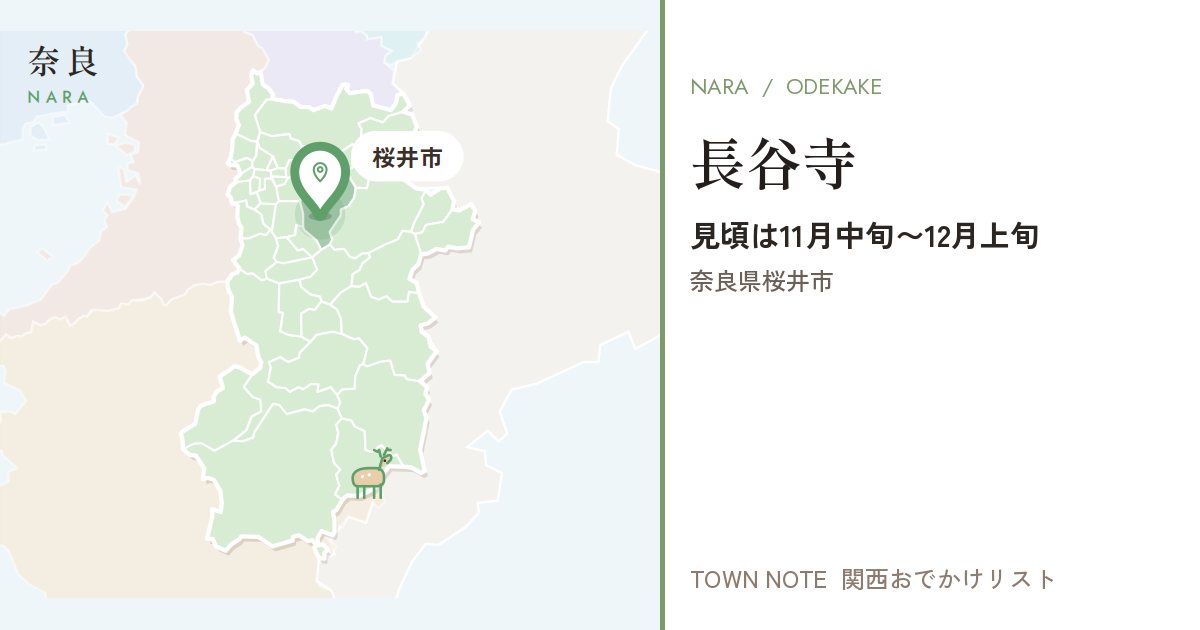 奈良
NARA
桜井市
NARA / ODEKAKE
長谷寺
見頃は11月中旬〜12月上旬
奈良県桜井市
TOWN NOTE 関西おでかけリスト